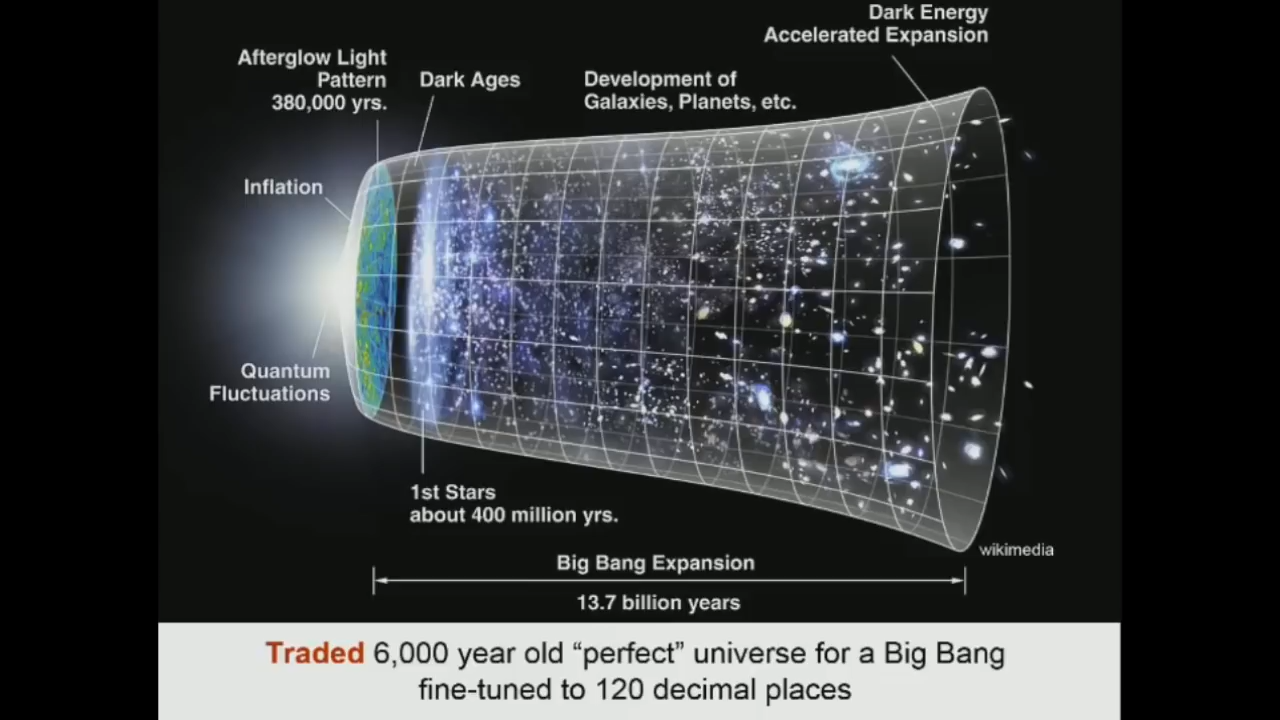 Dark Energy
Accelerated Expansion
Afterglow Light
Pattern
380,000 yrs.
Dark Ages
Development of
Galaxies, Planets, etc.
Inflation
Quantum
Fluctuations
1st Stars
about 400 million yrs.
wikimedia
Big Bang Expansion
13.7 billion years
Traded 6,000 year old “perfect” universe for a Big Bang
fine-tuned to 120 decimal places